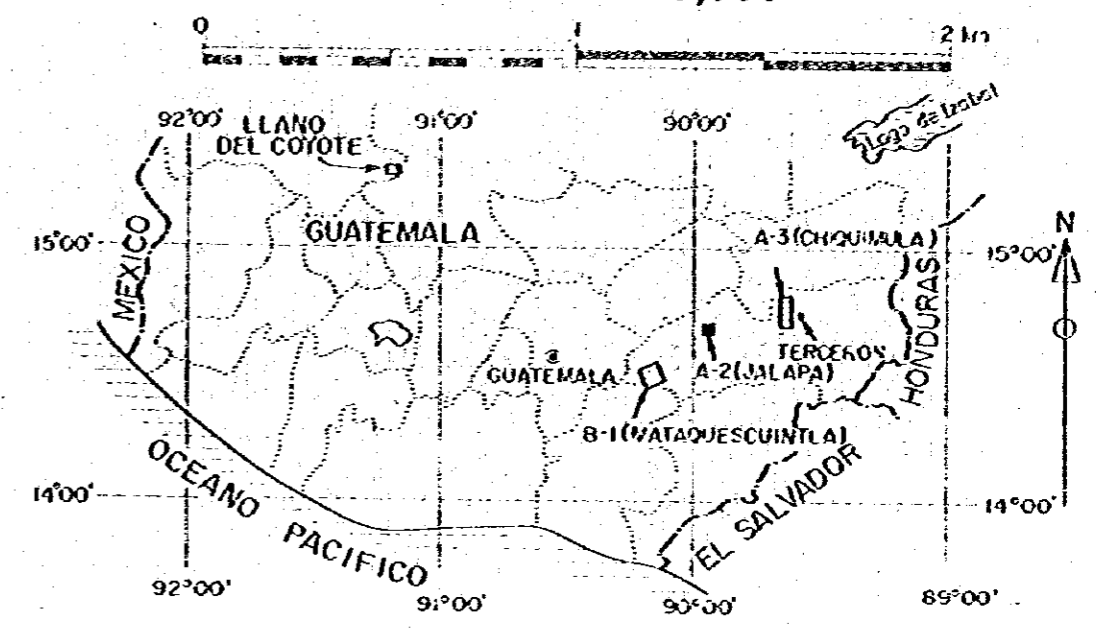 0 1 2 km
92°00' 91°00' 90°00'
LLANO
DEL COYOTE
Lago de Izabal
MEXICO
GUATEMALA
15°00'
A-3(CHIQUIMULA)
15°00'
N
HONDURAS
TERCERON
GUATEMALA
A-2(JALAPA)
B-1(MATAQUESCUINTLA)
14°00'
OCEANO PACIFICO
EL SALVADOR
14°00'
92°00' 91°00' 90°00' 89°00'